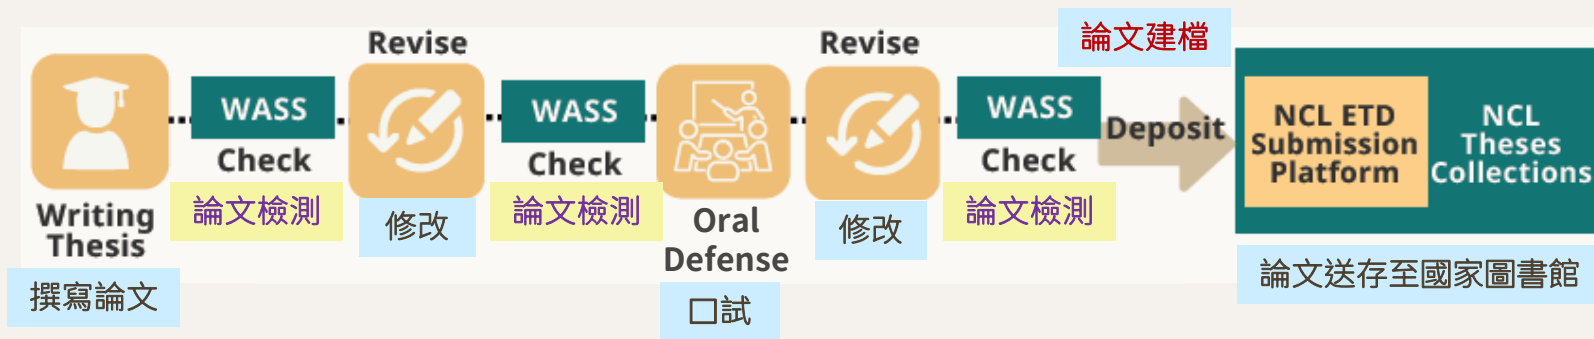 Writing
Thesis
撰寫論文
WASS
Check
論文檢測
Revise
修改
WASS
Check
論文檢測
Oral
Defense
口試
Revise
修改
WASS
Check
論文檢測
論文建檔
Deposit
NCL ETD
Submission
Platform
NCL
Theses
Collections
論文送存至國家圖書館